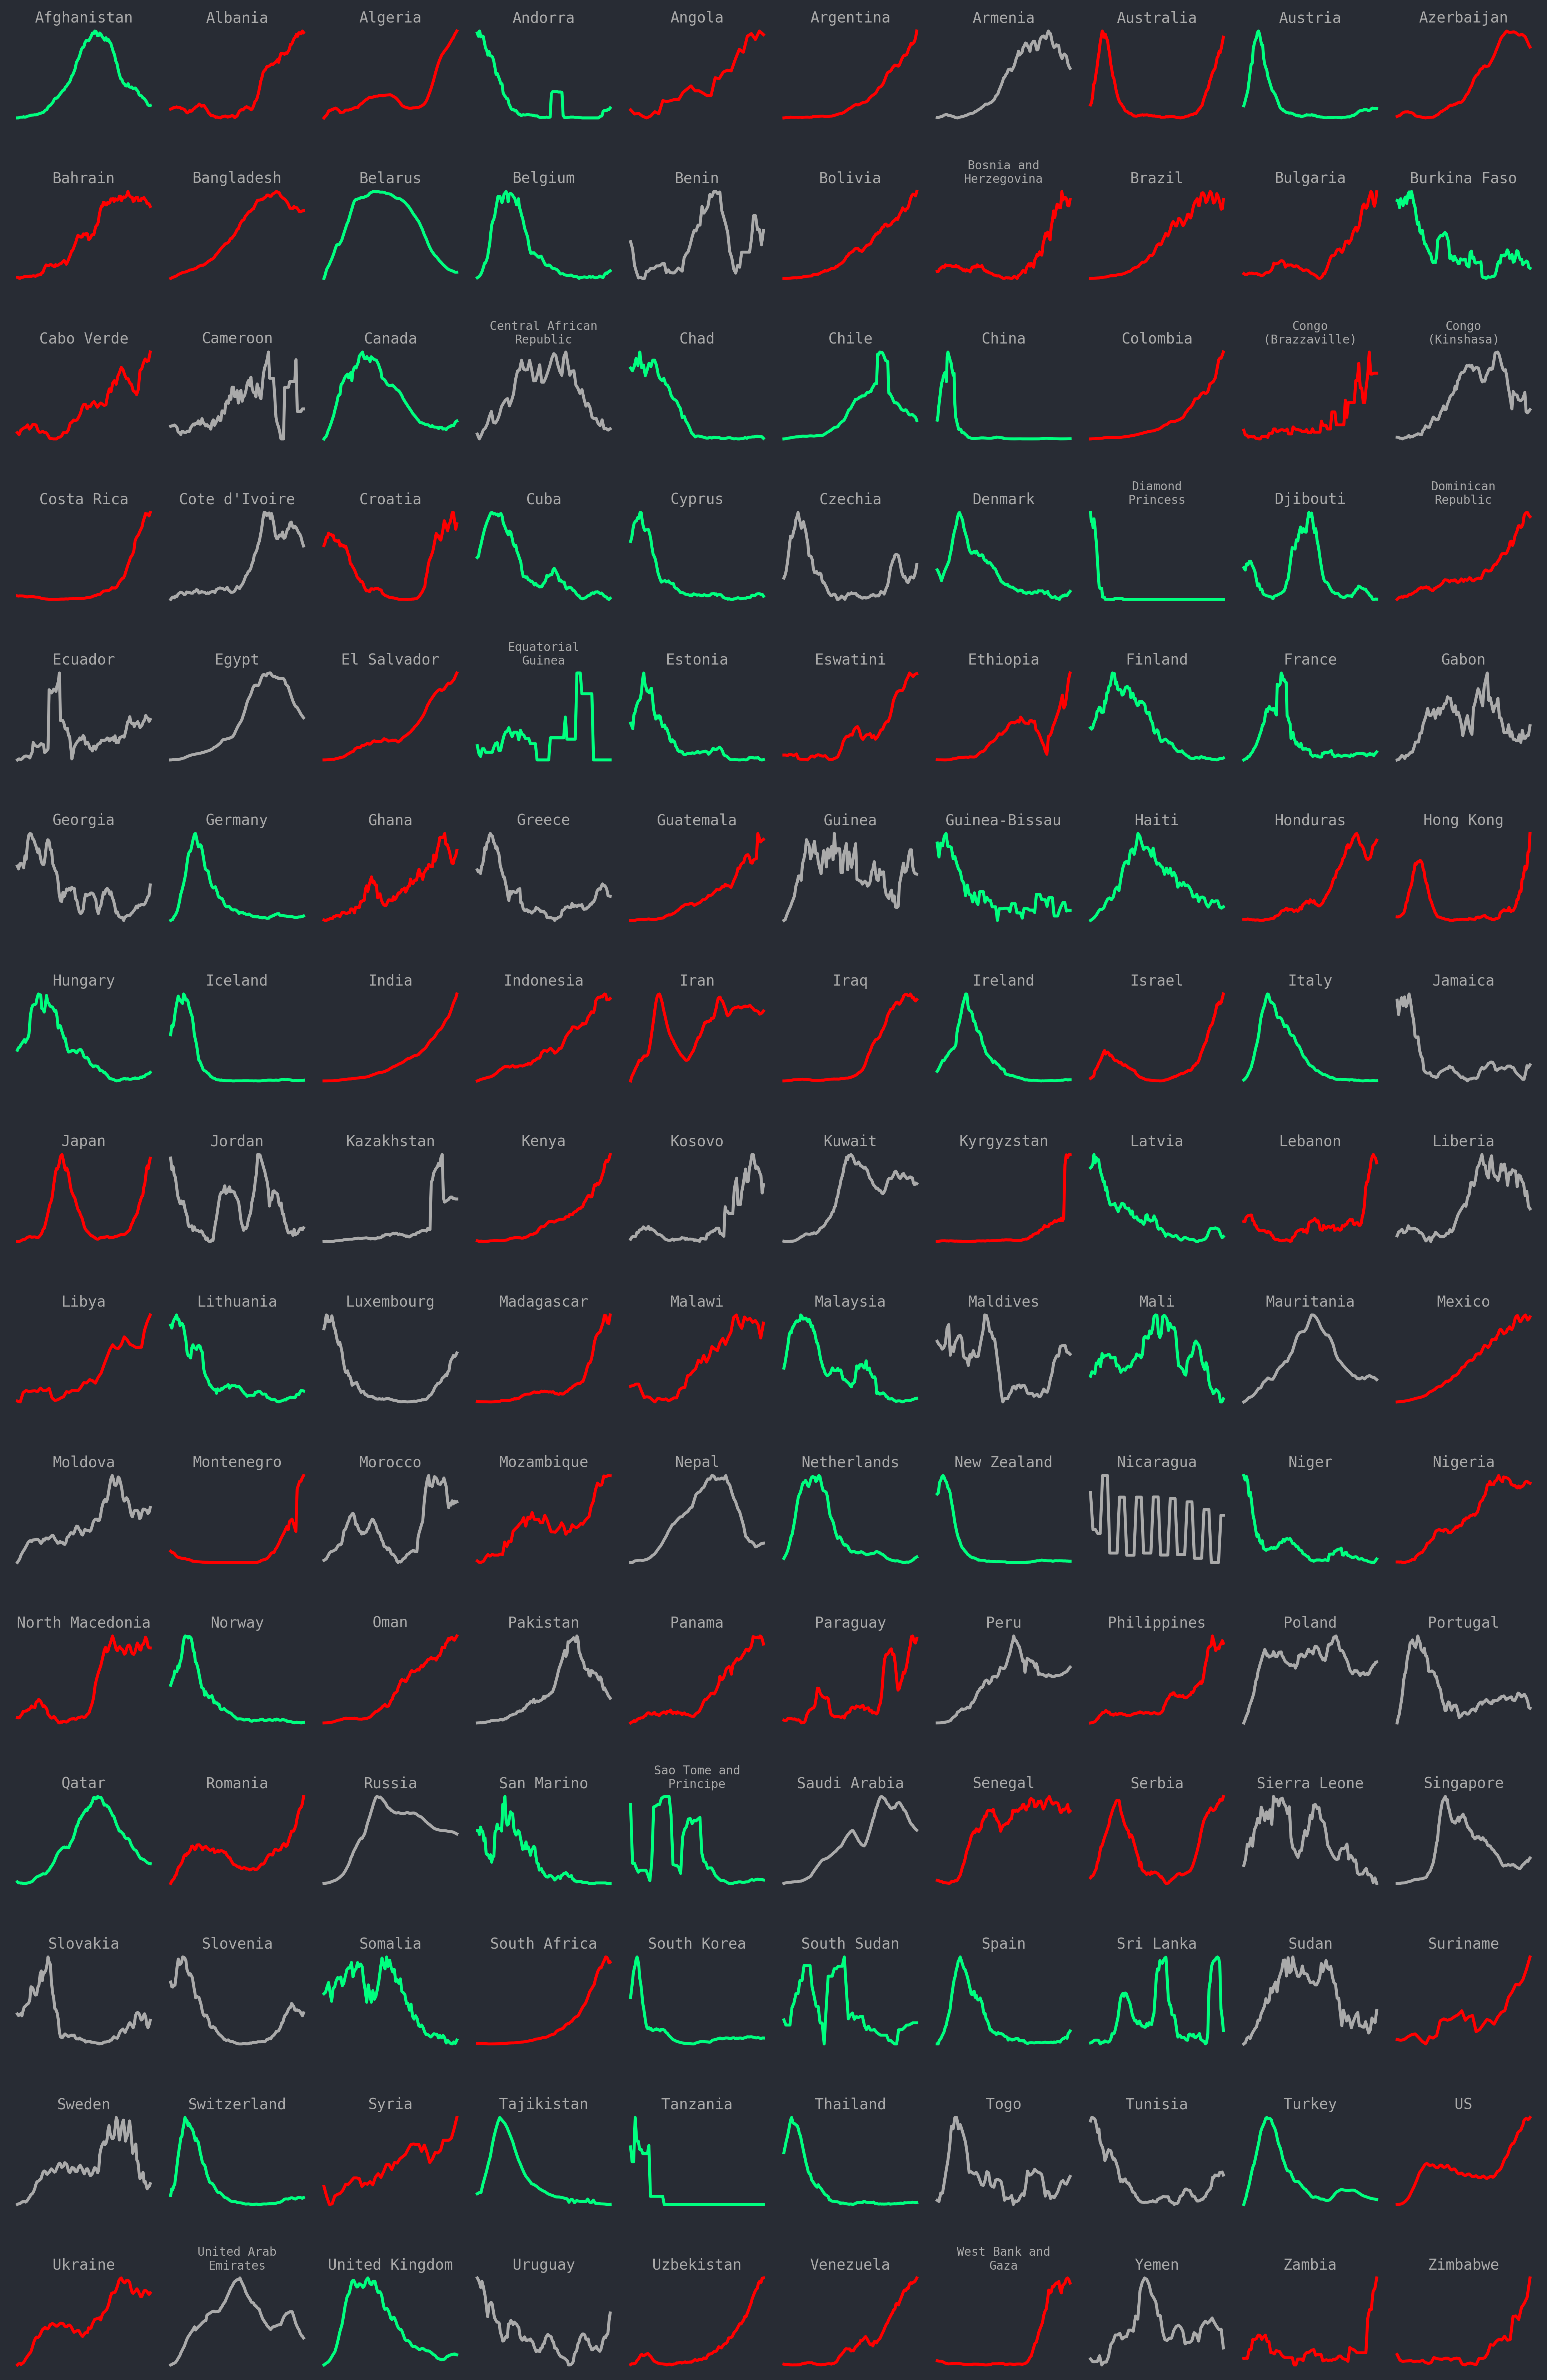 Afghanistan
Albania
Algeria
Andorra
Angola
Argentina
Armenia
Australia
Austria
Azerbaijan
Bahrain
Bangladesh
Belarus
Belgium
Benin
Bolivia
Bosnia and
Herzegovina
Brazil
Bulgaria
Burkina Faso
Cabo Verde
Cameroon
Canada
Central African
Republic
Chad
Chile
China
Colombia
Congo
(Brazzaville)
Congo
(Kinshasa)
Costa Rica
Cote d'Ivoire
Croatia
Cuba
Cyprus
Czechia
Denmark
Diamond
Princess
Djibouti
Dominican
Republic
Ecuador
Egypt
El Salvador
Equatorial
Guinea
Estonia
Eswatini
Ethiopia
Finland
France
Gabon
Georgia
Germany
Ghana
Greece
Guatemala
Guinea
Guinea-Bissau
Haiti
Honduras
Hong Kong
Hungary
Iceland
India
Indonesia
Iran
Iraq
Ireland
Israel
Italy
Jamaica
Japan
Jordan
Kazakhstan
Kenya
Kosovo
Kuwait
Kyrgyzstan
Latvia
Lebanon
Liberia
Libya
Lithuania
Luxembourg
Madagascar
Malawi
Malaysia
Maldives
Mali
Mauritania
Mexico
Moldova
Montenegro
Morocco
Mozambique
Nepal
Netherlands
New Zealand
Nicaragua
Niger
Nigeria
North Macedonia
Norway
Oman
Pakistan
Panama
Paraguay
Peru
Philippines
Poland
Portugal
Qatar
Romania
Russia
San Marino
Sao Tome and
Principe
Saudi Arabia
Senegal
Serbia
Sierra Leone
Singapore
Slovakia
Slovenia
Somalia
South Africa
South Korea
South Sudan
Spain
Sri Lanka
Sudan
Suriname
Sweden
Switzerland
Syria
Tajikistan
Tanzania
Thailand
Togo
Tunisia
Turkey
US
Ukraine
United Arab
Emirates
United Kingdom
Uruguay
Uzbekistan
Venezuela
West Bank and
Gaza
Yemen
Zambia
Zimbabwe